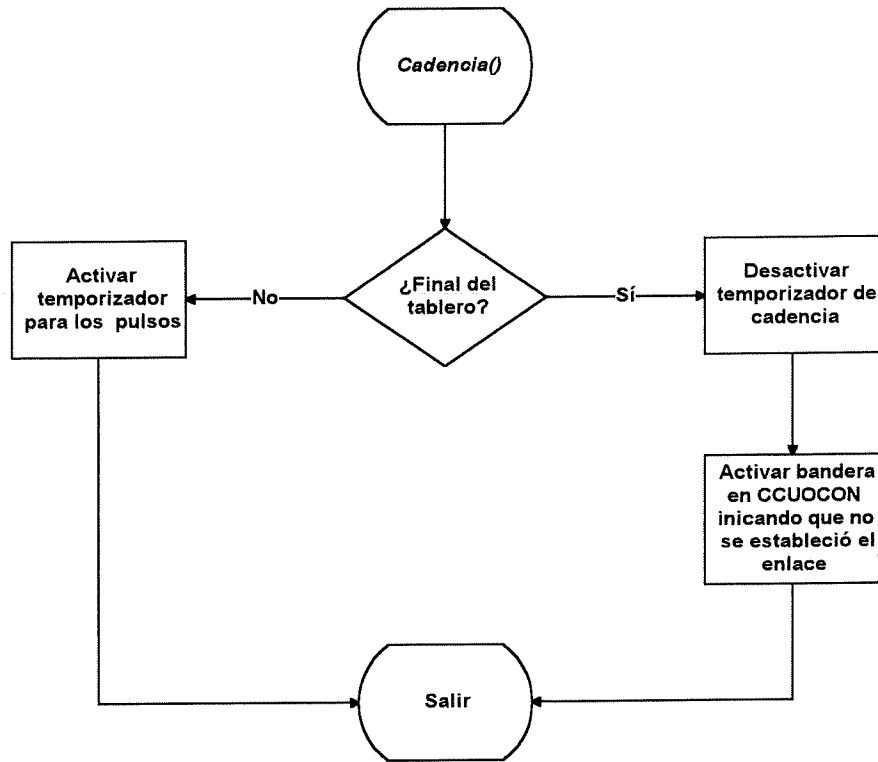 Cadencia()
¿Final del
tablero?
No
Sí
Activar
temporizador
para los pulsos
Desactivar
temporizador de
cadencia
Activar bandera
en CCUOCON
inicando que no
se estableció el
enlace
Salir